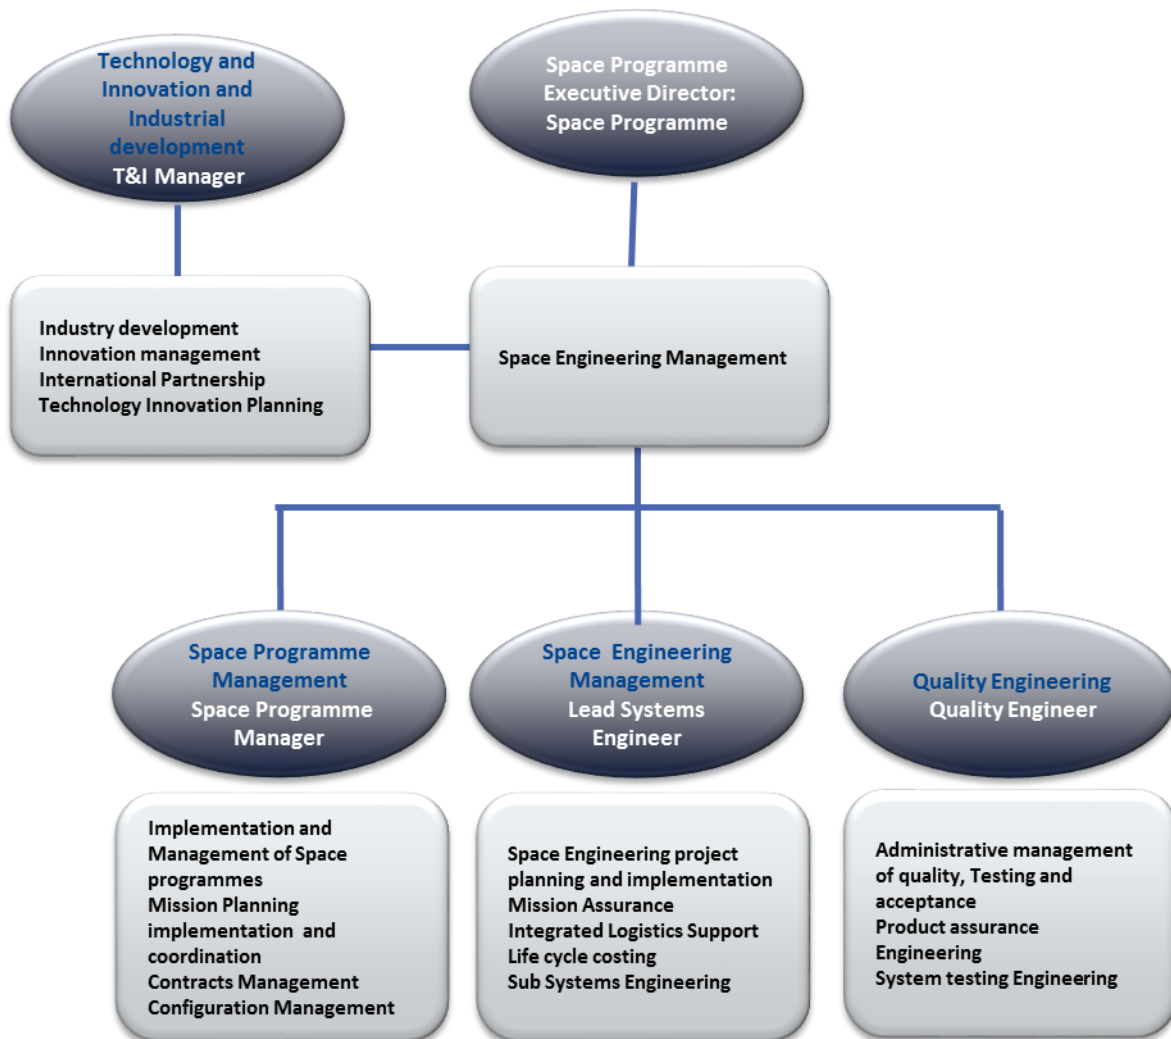 Technology and
Innovation and
Industrial
development
T&I Manager
Space Programme
Executive Director:
Space Programme
Industry development
Innovation management
International Partnership
Technology Innovation Planning
Space Engineering Management
Space Programme
Management
Space Programme
Manager
Space Engineering
Management
Lead Systems
Engineer
Quality Engineering
Quality Engineer
Implementation and
Management of Space
programmes
Mission Planning
implementation and
coordination
Contracts Management
Configuration Management
Space Engineering project
planning and implementation
Mission Assurance
Integrated Logistics Support
Life cycle costing
Sub Systems Engineering
Administrative management
of quality, Testing and
acceptance
Product assurance
Engineering
System testing Engineering